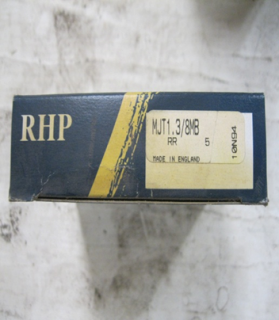 RHP
MJT1.3/8MB
RR 5
MADE IN ENGLAND
10N94